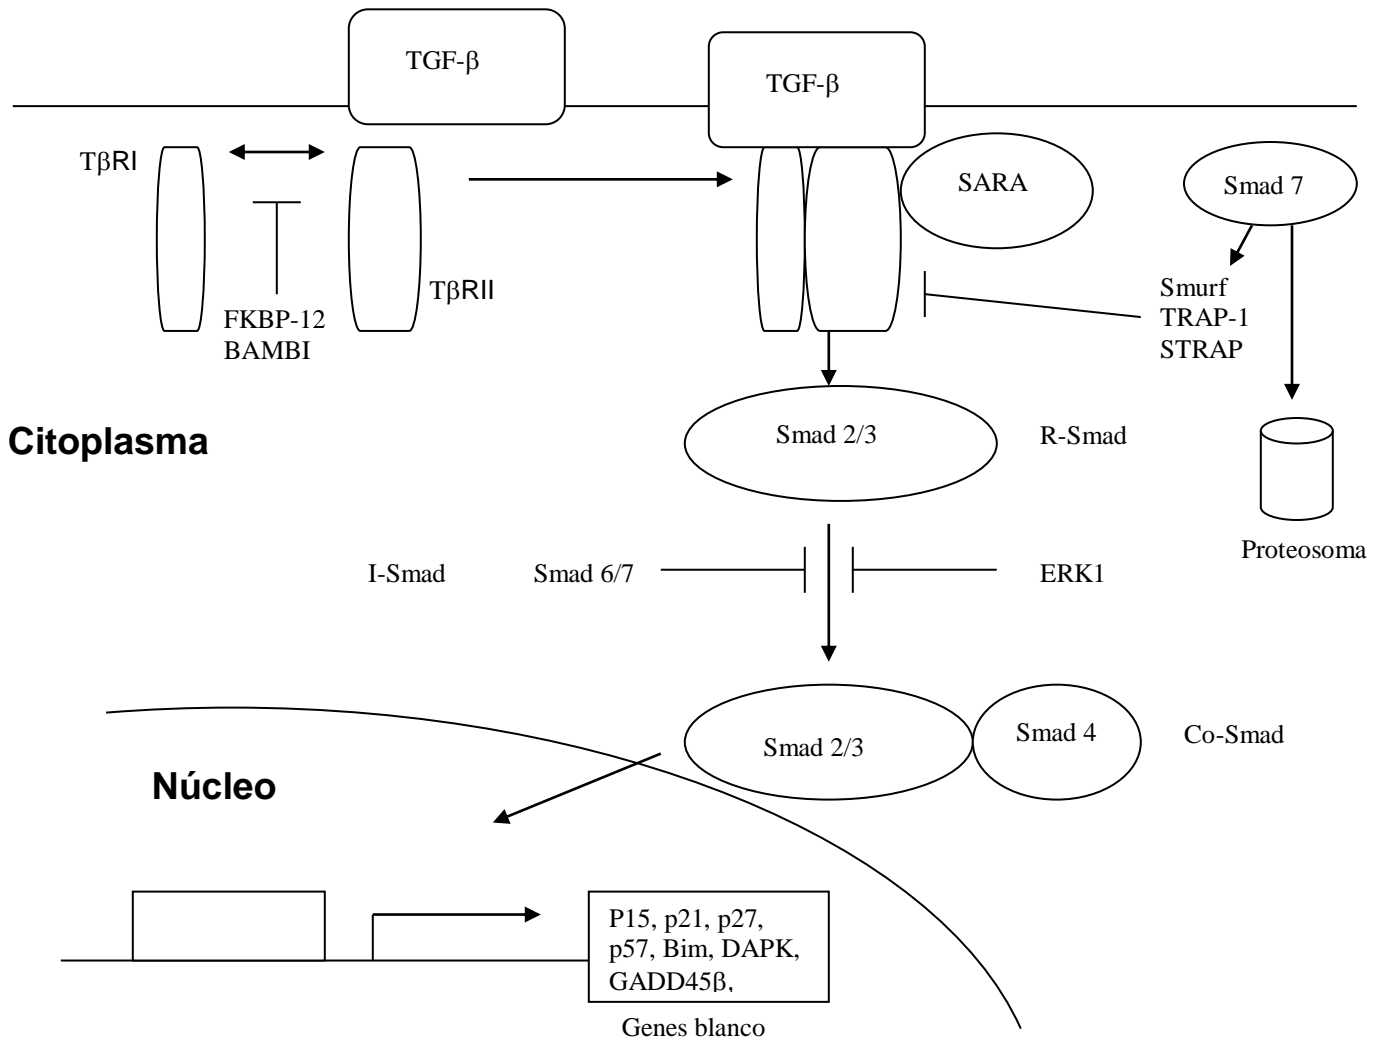 TGF-β
TGF-β
TβRI
SARA
Smad 7
TβRII
FKBP-12
BAMBI
Smurf
TRAP-1
STRAP
Citoplasma
Smad 2/3
R-Smad
Proteosoma
I-Smad
Smad 6/7
ERK1
Smad 2/3
Smad 4
Co-Smad
Núcleo
P15, p21, p27,
p57, Bim, DAPK,
GADD45β,
Genes blanco